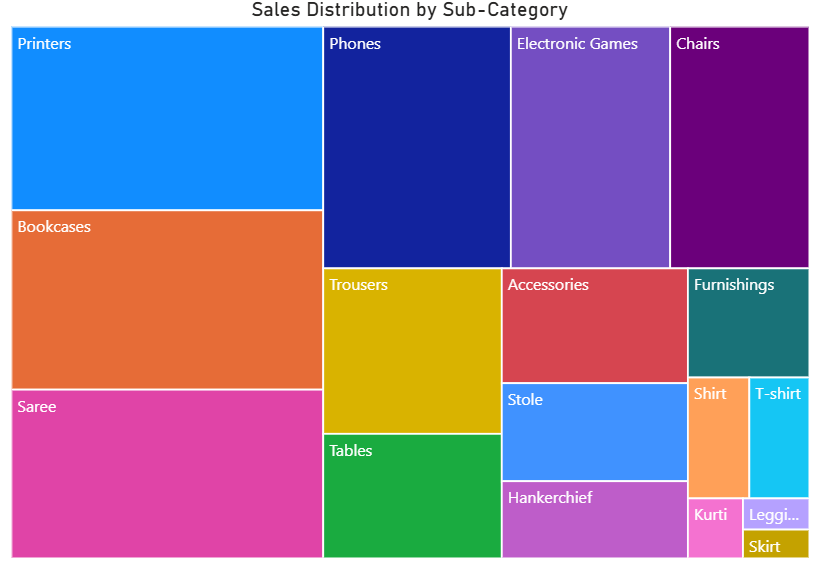 Sales Distribution by Sub-Category
Printers
Phones
Electronic Games
Chairs
Bookcases
Trousers
Accessories
Furnishings
Saree
Stole
Shirt
T-shirt
Tables
Hankerchief
Kurti
Leggi...
Skirt